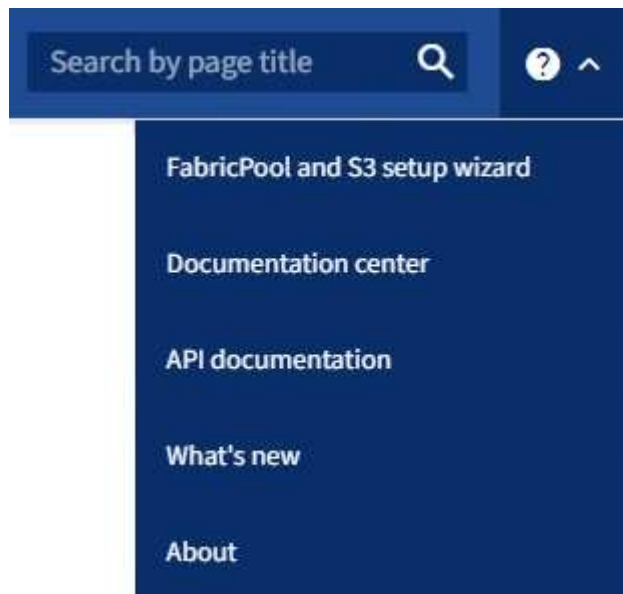 Search by page title
FabricPool and S3 setup wizard
Documentation center
API documentation
What's new
About